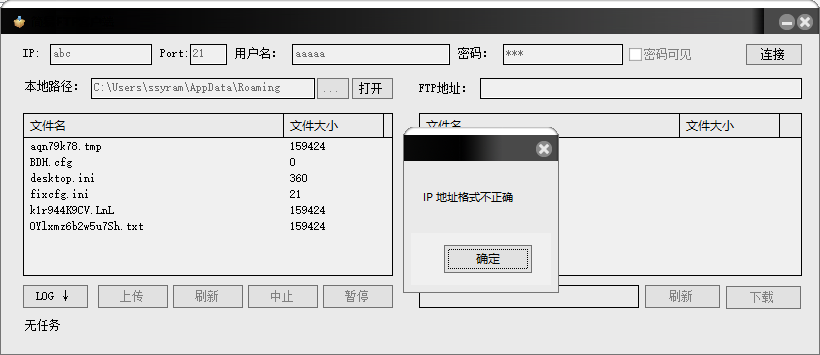 IP: abc Port: 21 用户名: aaaaa 密码: *** 密码可见 连接
本地路径: C:\Users\ssyram\AppData\Roaming ... 打开 FTP地址:
文件名 文件大小 文件名 文件大小
aqn79k78.tmp 159424
BDH.cfg 0
desktop.ini 360
fixcfg.ini 21
k1r944K9CV.LnL 159424
OYlxmz6b2w5u7Sh.txt 159424
IP 地址格式不正确
确定
LOG ↓ 上传 刷新 中止 暂停 刷新 下载
无任务